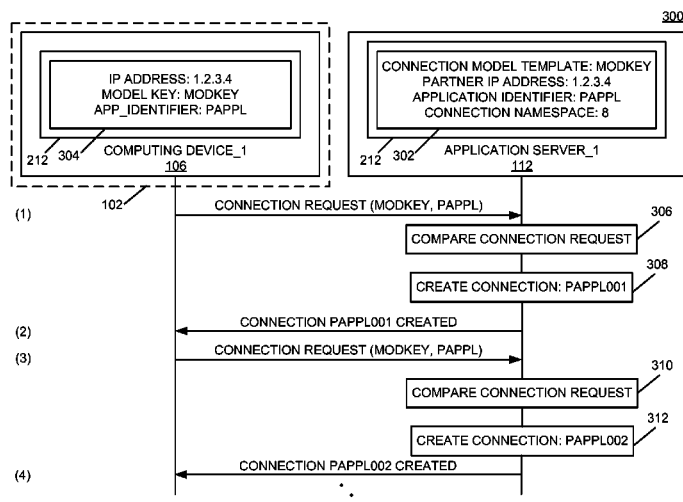 300
IP ADDRESS: 1.2.3.4
MODEL KEY: MODKEY
APP_IDENTIFIER: PAPPL
212
304
COMPUTING DEVICE_1
106
102
CONNECTION MODEL TEMPLATE: MODKEY
PARTNER IP ADDRESS: 1.2.3.4
APPLICATION IDENTIFIER: PAPPL
CONNECTION NAMESPACE: 8
212
302
APPLICATION SERVER_1
112
(1)
CONNECTION REQUEST (MODKEY, PAPPL)
306
COMPARE CONNECTION REQUEST
308
CREATE CONNECTION: PAPPL001
(2)
CONNECTION PAPPL001 CREATED
(3)
CONNECTION REQUEST (MODKEY, PAPPL)
310
COMPARE CONNECTION REQUEST
312
CREATE CONNECTION: PAPPL002
(4)
CONNECTION PAPPL002 CREATED